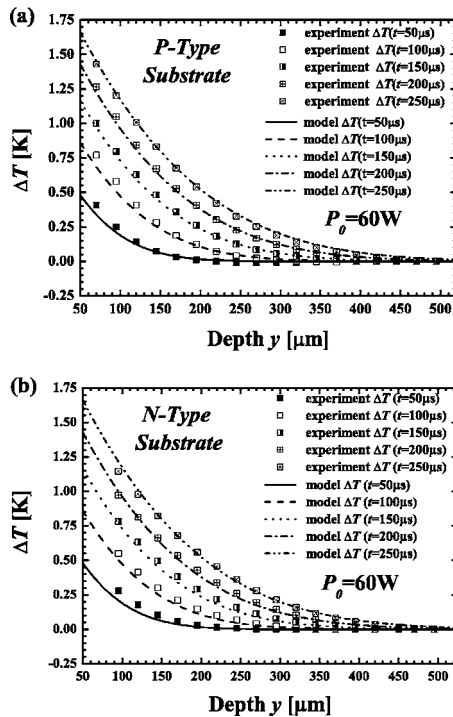 (a)
P-Type
Substrate
experiment ΔT(t=50μs)
experiment ΔT(t=100μs)
experiment ΔT(t=150μs)
experiment ΔT(t=200μs)
experiment ΔT(t=250μs)
model ΔT(t=50μs)
model ΔT(t=100μs)
model ΔT(t=150μs)
model ΔT(t=200μs)
model ΔT(t=250μs)
P₀=60W
ΔT [K]
1.75
1.50
1.25
1.00
0.75
0.50
0.25
0.00
-0.25
50 100 150 200 250 300 350 400 450 500
Depth y [μm]
(b)
N-Type
Substrate
experiment ΔT (t=50μs)
experiment ΔT (t=100μs)
experiment ΔT (t=150μs)
experiment ΔT (t=200μs)
experiment ΔT (t=250μs)
model ΔT (t=50μs)
model ΔT (t=100μs)
model ΔT (t=150μs)
model ΔT (t=200μs)
model ΔT (t=250μs)
P₀=60W
ΔT [K]
1.75
1.50
1.25
1.00
0.75
0.50
0.25
0.00
-0.25
50 100 150 200 250 300 350 400 450 500
Depth y [μm]